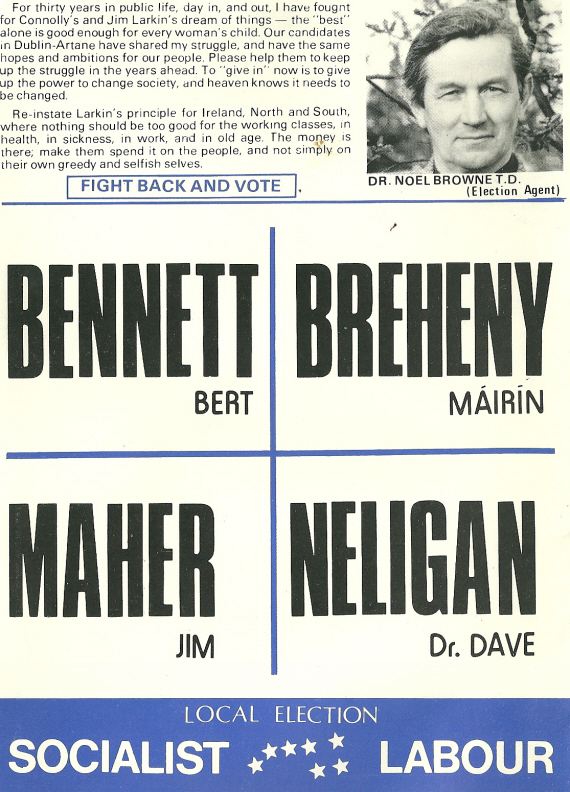 For thirty years in public life, day in, and out, I have fought
for Connolly's and Jim Larkin's dream of things — the "best"
alone is good enough for every woman's child. Our candidates
in Dublin-Artane have shared my struggle, and have the same
hopes and ambitions for our people. Please help them to keep
up the struggle in the years ahead. To "give in" now is to give
up the power to change society, and heaven knows it needs to
be changed.
Re-instate Larkin's principle for Ireland, North and South,
where nothing should be too good for the working classes, in
health, in sickness, in work, and in old age. The money is
there; make them spend it on the people, and not simply on
their own greedy and selfish selves.
FIGHT BACK AND VOTE.
DR. NOEL BROWNE T.D.
(Election Agent)
BENNETT
BERT
BREHENY
MÁIRÍN
MAHER
JIM
NELIGAN
Dr. DAVE
LOCAL ELECTION
SOCIALIST LABOUR